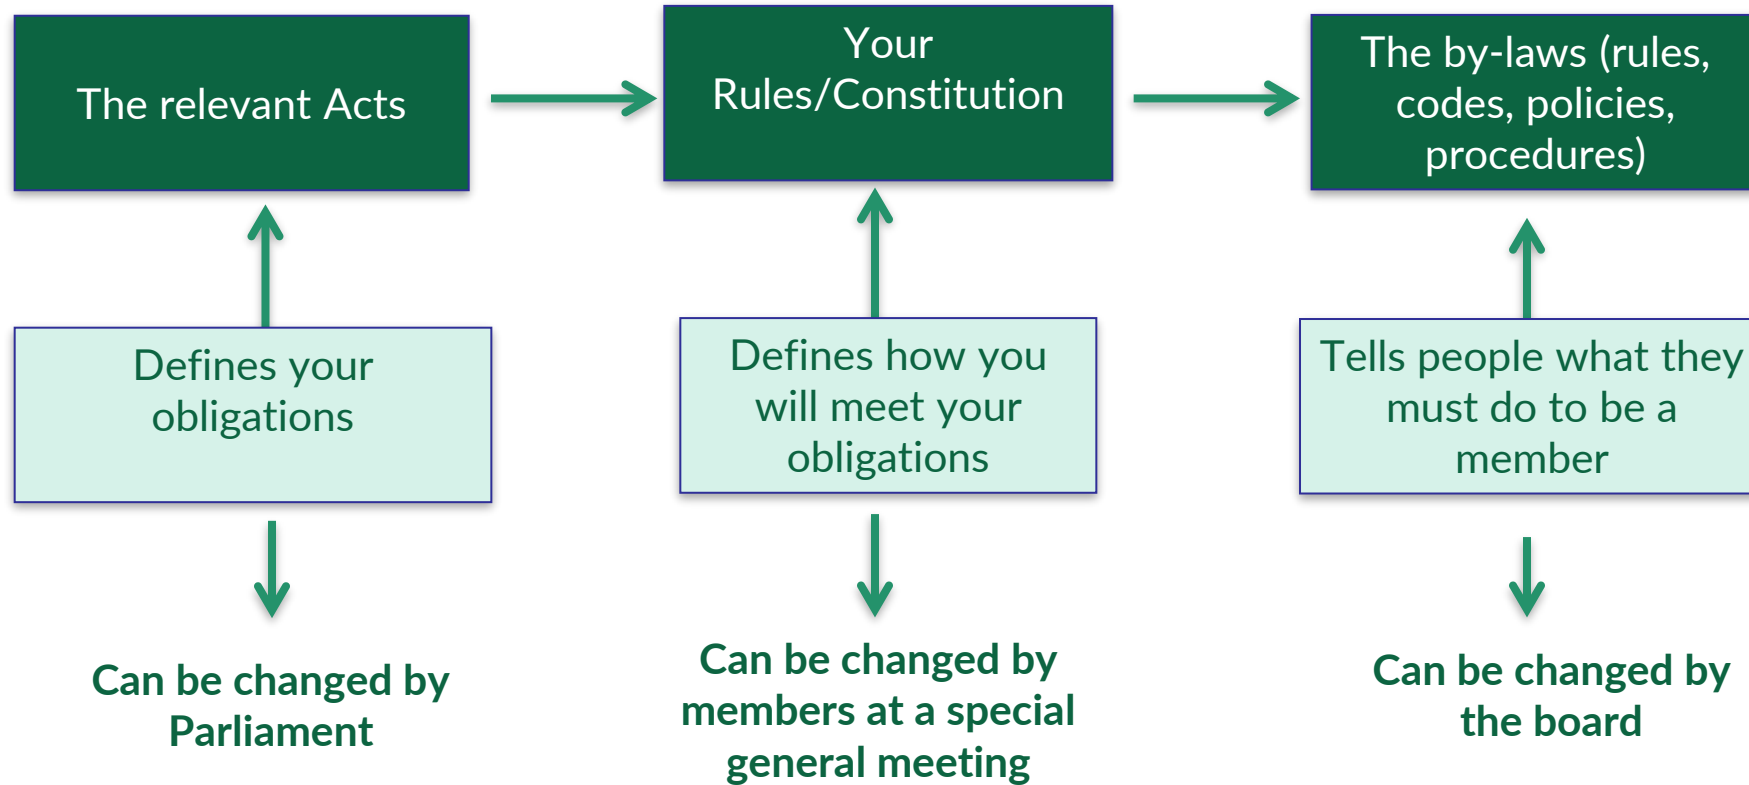 The relevant Acts
Your
Rules/Constitution
The by-laws (rules,
codes, policies,
procedures)
Defines your
obligations
Defines how you
will meet your
obligations
Tells people what they
must do to be a
member
Can be changed by
Parliament
Can be changed by
members at a special
general meeting
Can be changed by
the board